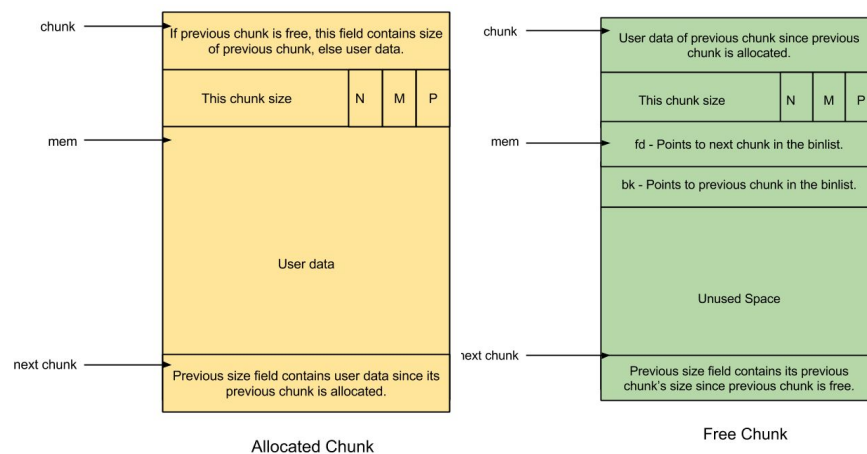 chunk
If previous chunk is free, this field contains size
of previous chunk, else user data.
This chunk size
N
M
P
mem
User data
next chunk
Previous size field contains user data since its
previous chunk is allocated.
Allocated Chunk
chunk
User data of previous chunk since previous
chunk is allocated.
This chunk size
N
M
P
mem
fd - Points to next chunk in the binlist.
bk - Points to previous chunk in the binlist.
Unused Space
next chunk
Previous size field contains its previous
chunk's size since previous chunk is free.
Free Chunk